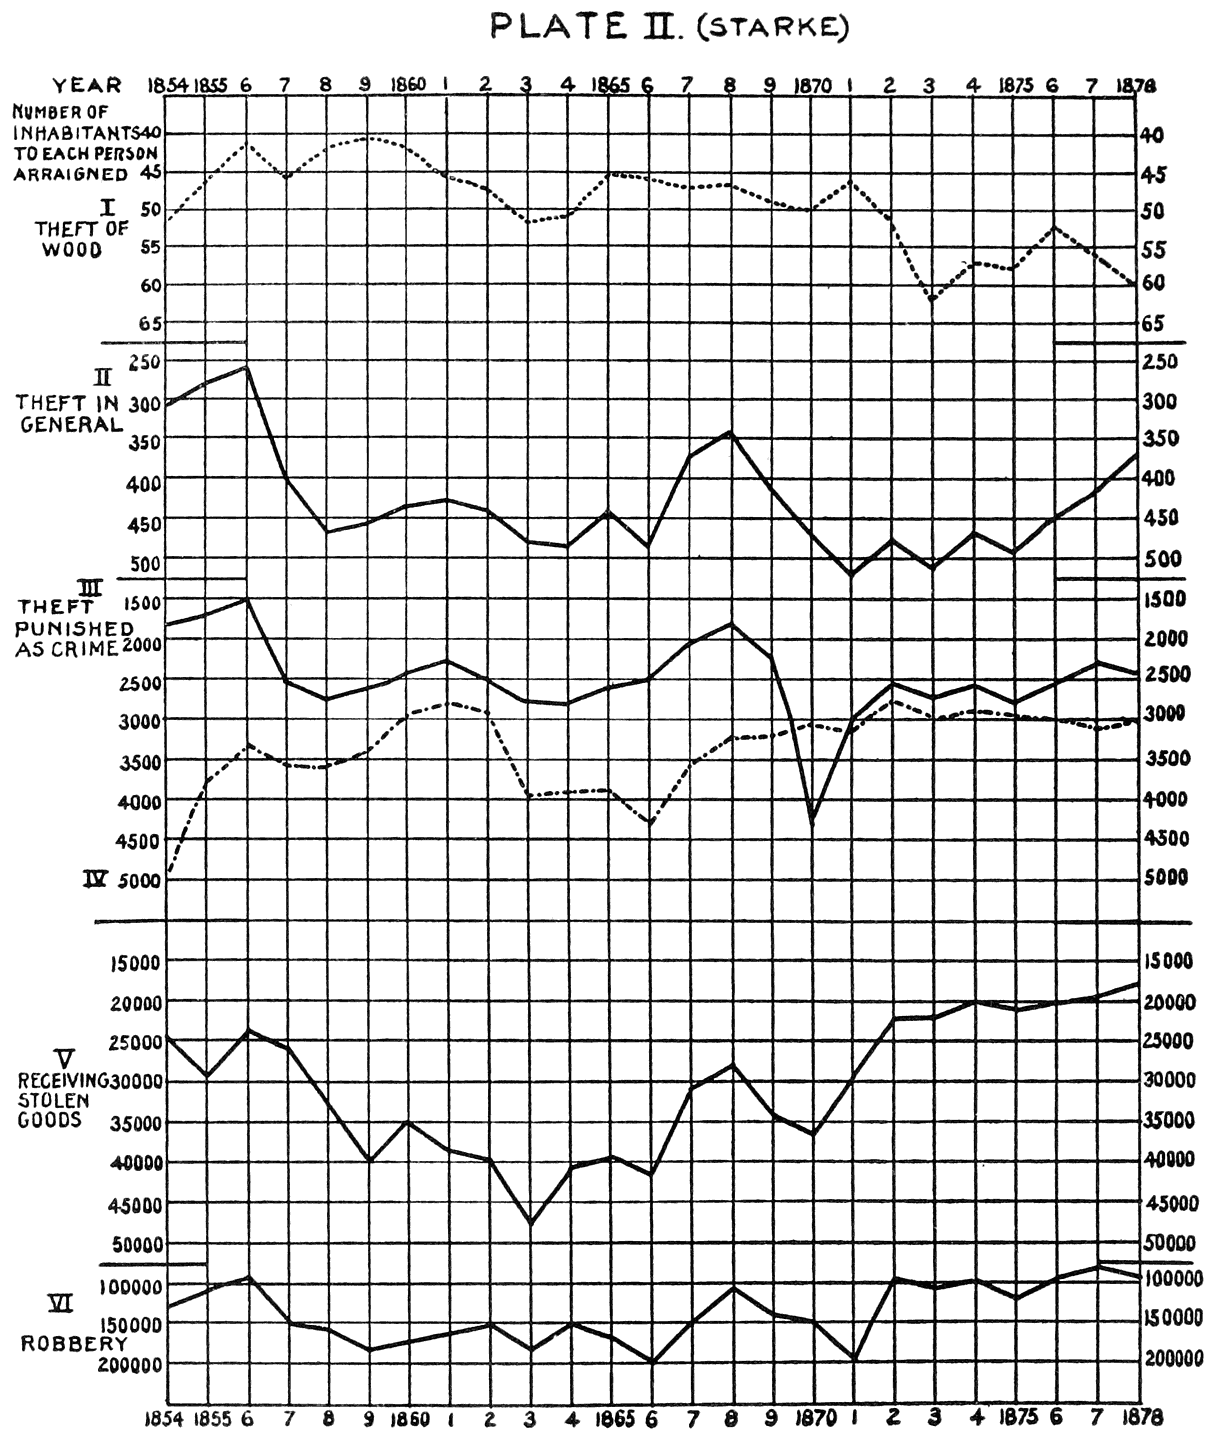 PLATE II. (STARKE)
YEAR 1854 1855 6 7 8 9 1860 1 2 3 4 1865 6 7 8 9 1870 1 2 3 4 1875 6 7 1878
NUMBER OF
INHABITANTS 40 40
TO EACH PERSON
ARRAIGNED 45 45
I 50 50
THEFT OF
WOOD 55 55
60 60
65 65
250 250
II
THEFT IN 300 300
GENERAL
350 350
400 400
450 450
500 500
III
THEFT 1500 1500
PUNISHED
AS CRIME 2000 2000
2500 2500
3000 3000
3500 3500
4000 4000
4500 4500
IV 5000 5000
15000 15000
20000 20000
25000 25000
V
RECEIVING 30000 30000
STOLEN
GOODS 35000 35000
40000 40000
45000 45000
50000 50000
100000 100000
VI
150000 150000
ROBBERY
200000 200000
1854 1855 6 7 8 9 1860 1 2 3 4 1865 6 7 8 9 1870 1 2 3 4 1875 6 7 1878